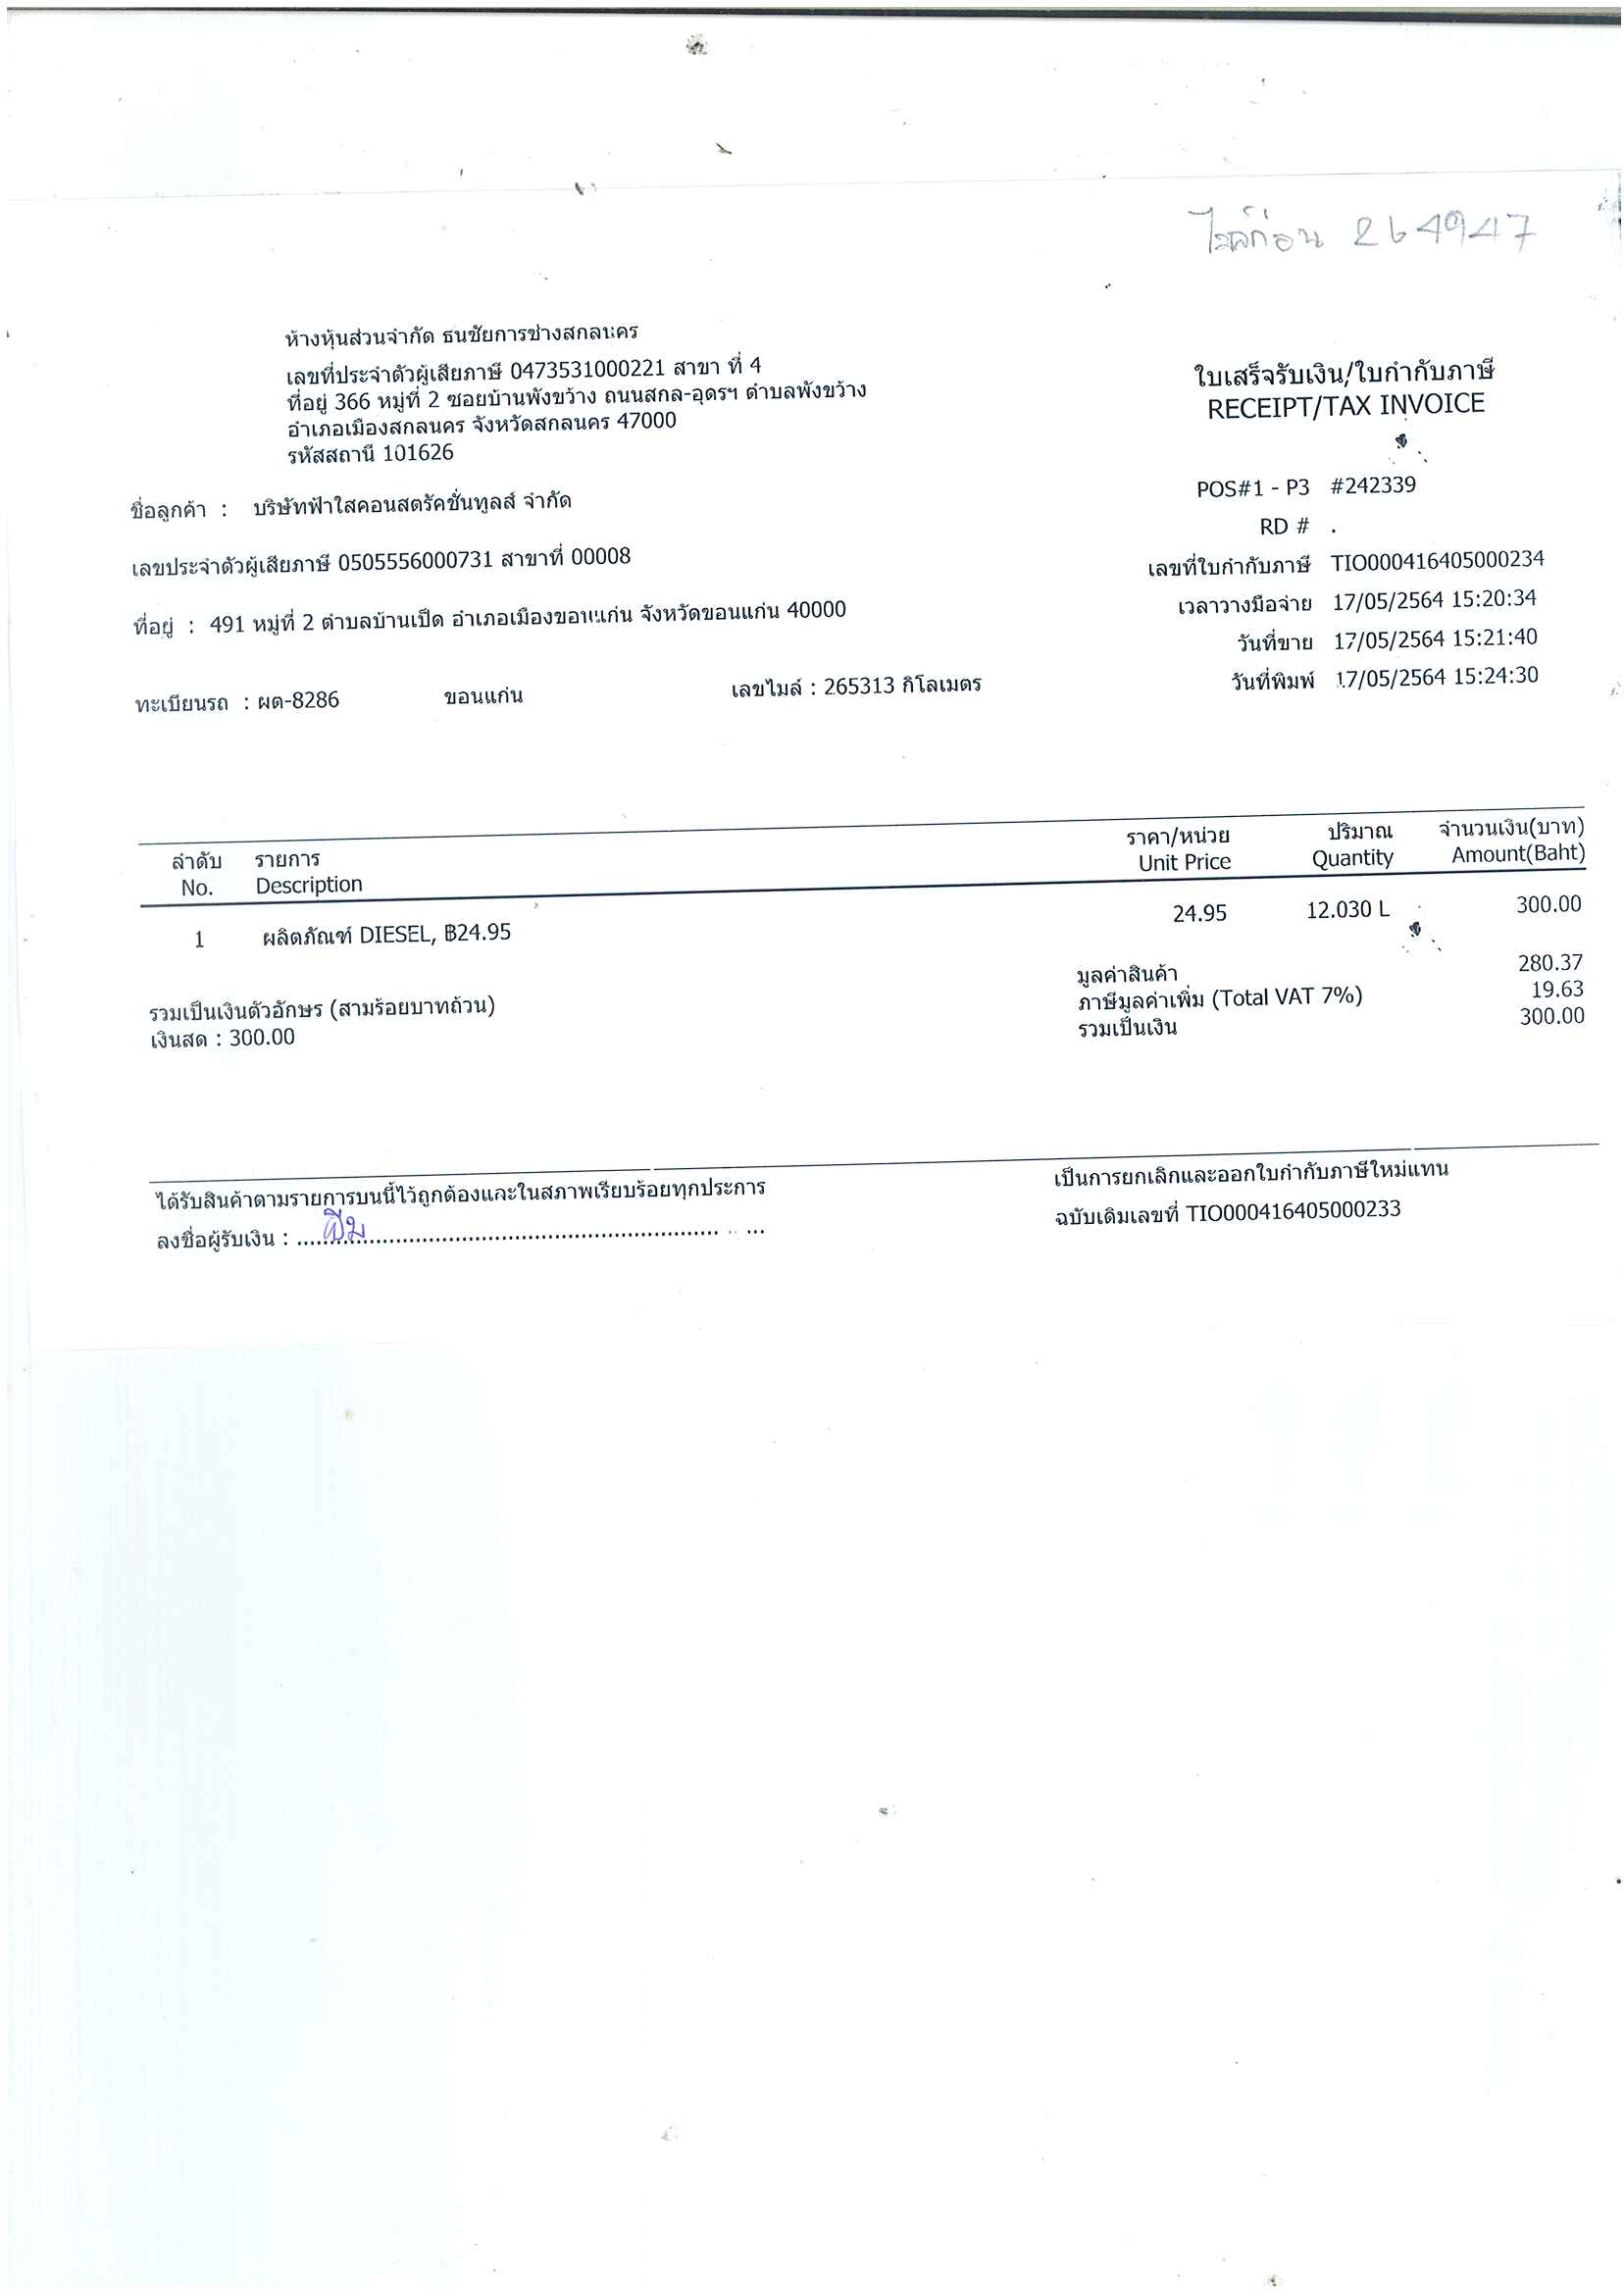 ไมล์ก่อน 264947
ห้างหุ้นส่วนจำกัด ธนชัยการช่างสกลนคร
เลขที่ประจำตัวผู้เสียภาษี 0473531000221 สาขา ที่ 4
ที่อยู่ 366 หมู่ที่ 2 ซอยบ้านพังขว้าง ถนนสกล-อุดรฯ ตำบลพังขว้าง
อำเภอเมืองสกลนคร จังหวัดสกลนคร 47000
รหัสสถานี 101626
ใบเสร็จรับเงิน/ใบกำกับภาษี
RECEIPT/TAX INVOICE
POS#1 - P3 #242339
RD # .
เลขที่ใบกำกับภาษี TIO000416405000234
เวลาวางมือจ่าย 17/05/2564 15:20:34
วันที่ขาย 17/05/2564 15:21:40
วันที่พิมพ์ 17/05/2564 15:24:30
ชื่อลูกค้า : บริษัทฟ้าใสคอนสตรัคชั่นทูลส์ จำกัด
เลขประจำตัวผู้เสียภาษี 0505556000731 สาขาที่ 00008
ที่อยู่ : 491 หมู่ที่ 2 ตำบลบ้านเป็ด อำเภอเมืองขอนแก่น จังหวัดขอนแก่น 40000
ทะเบียนรถ : ผต-8286 ขอนแก่น เลขไมล์ : 265313 กิโลเมตร
ลำดับ รายการ ราคา/หน่วย ปริมาณ จำนวนเงิน(บาท)
No. Description Unit Price Quantity Amount(Baht)
1 ผลิตภัณฑ์ DIESEL, ฿24.95 24.95 12.030 L 300.00
มูลค่าสินค้า 280.37
ภาษีมูลค่าเพิ่ม (Total VAT 7%) 19.63
รวมเป็นเงิน 300.00
รวมเป็นเงินตัวอักษร (สามร้อยบาทถ้วน)
เงินสด : 300.00
ได้รับสินค้าตามรายการบนนี้ไว้ถูกต้องและในสภาพเรียบร้อยทุกประการ
ลงชื่อผู้รับเงิน : ........................................
เป็นการยกเลิกและออกใบกำกับภาษีใหม่แทน
ฉบับเดิมเลขที่ TIO000416405000233